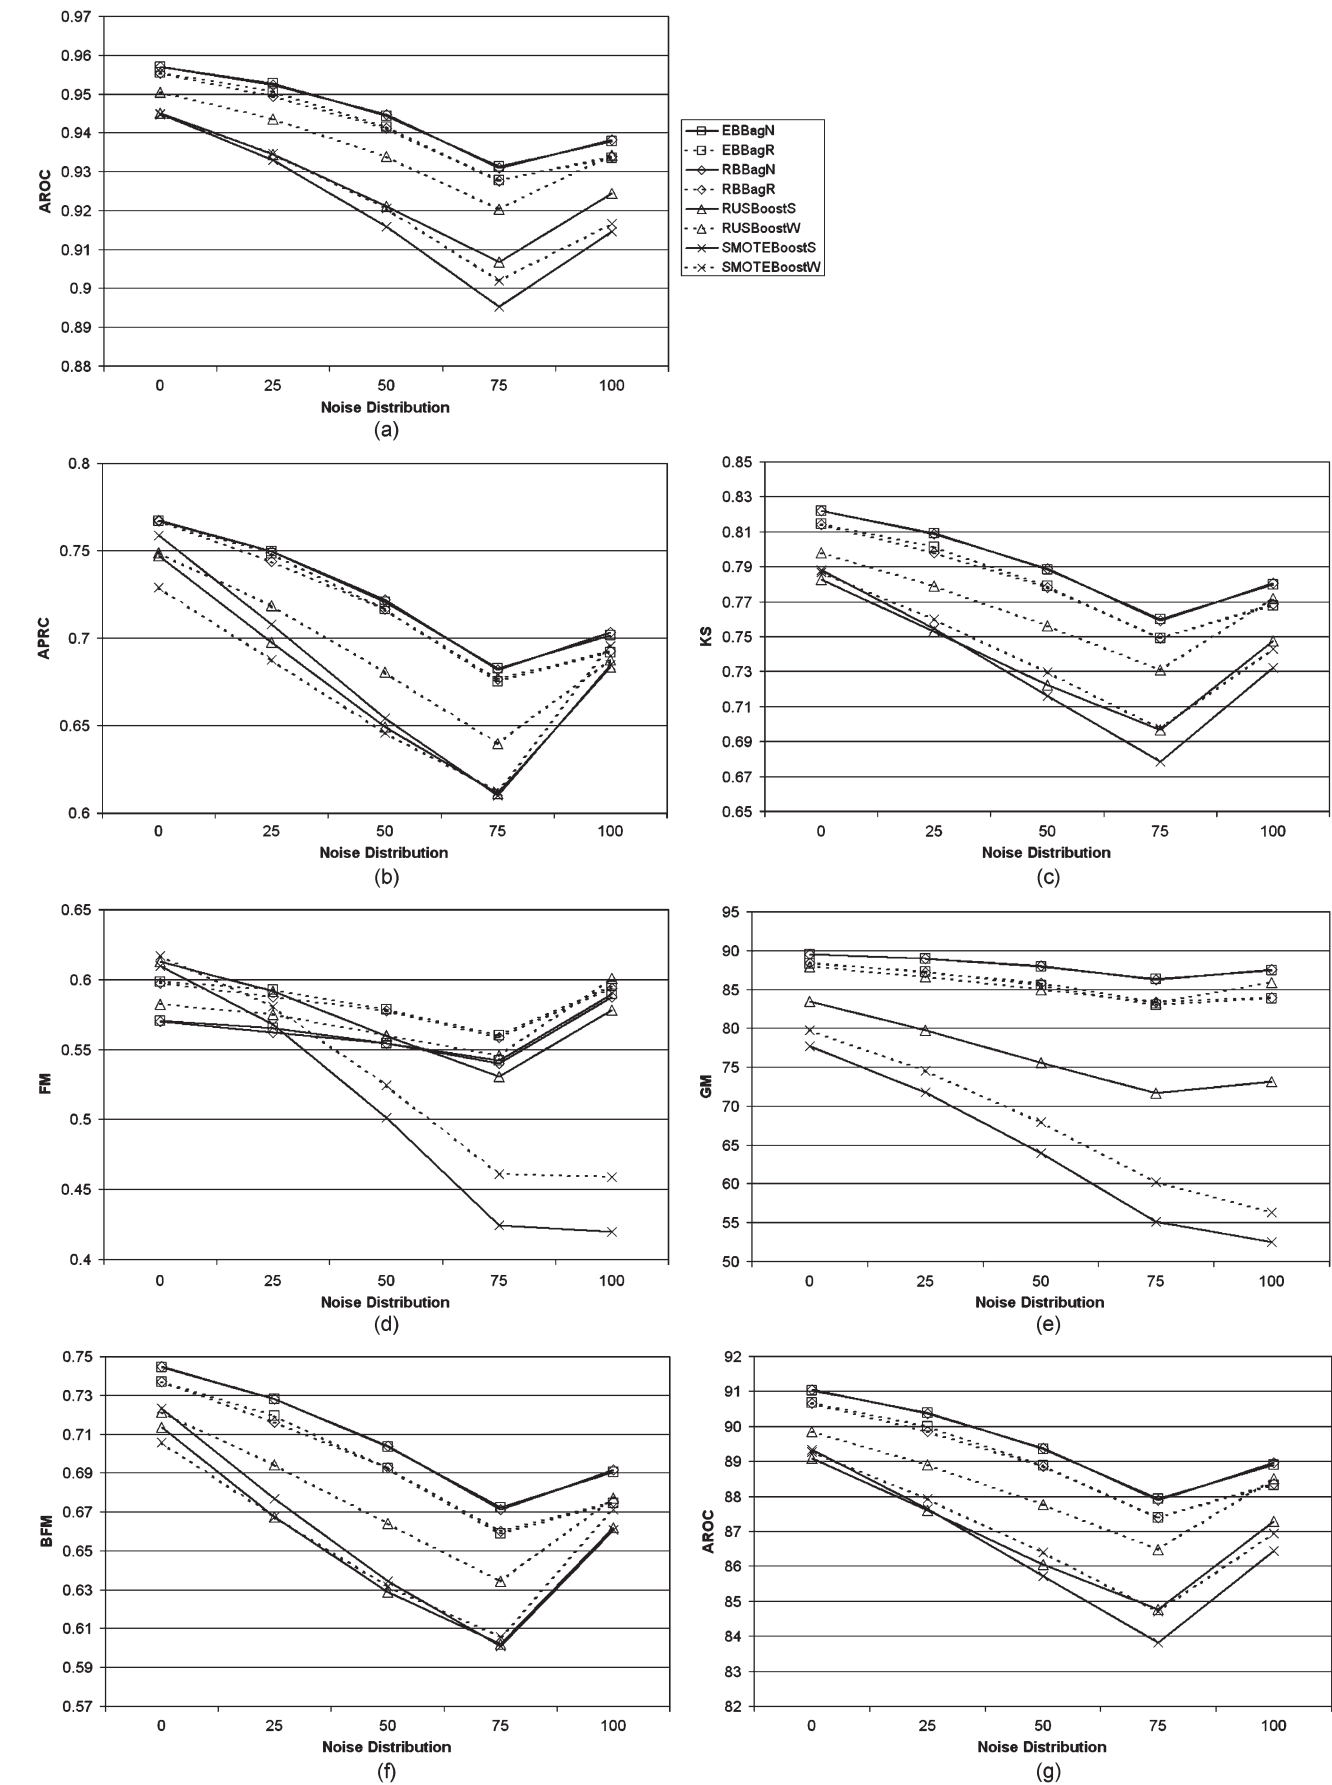 0.97
0.96
0.95
0.94
0.93
0.92
0.91
0.9
0.89
0.88
AROC
0 25 50 75 100
Noise Distribution
(a)
EBBagN
EBBagR
RBBagN
RBBagR
RUSBoostS
RUSBoostW
SMOTEBoostS
SMOTEBoostW
0.8
0.75
0.7
0.65
0.6
APRC
0 25 50 75 100
Noise Distribution
(b)
0.85
0.83
0.81
0.79
0.77
0.75
0.73
0.71
0.69
0.67
0.65
KS
0 25 50 75 100
Noise Distribution
(c)
0.65
0.6
0.55
0.5
0.45
0.4
FM
0 25 50 75 100
Noise Distribution
(d)
95
90
85
80
75
70
65
60
55
50
GM
0 25 50 75 100
Noise Distribution
(e)
0.75
0.73
0.71
0.69
0.67
0.65
0.63
0.61
0.59
0.57
BFM
0 25 50 75 100
Noise Distribution
(f)
92
91
90
89
88
87
86
85
84
83
82
AROC
0 25 50 75 100
Noise Distribution
(g)